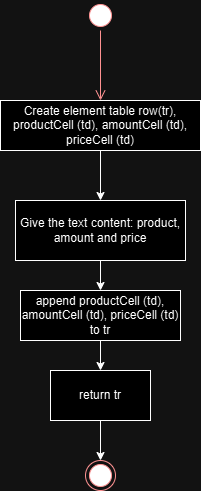 Create element table row(tr),
productCell (td), amountCell (td),
priceCell (td)
Give the text content: product,
amount and price
append productCell (td),
amountCell (td), priceCell (td)
to tr
return tr